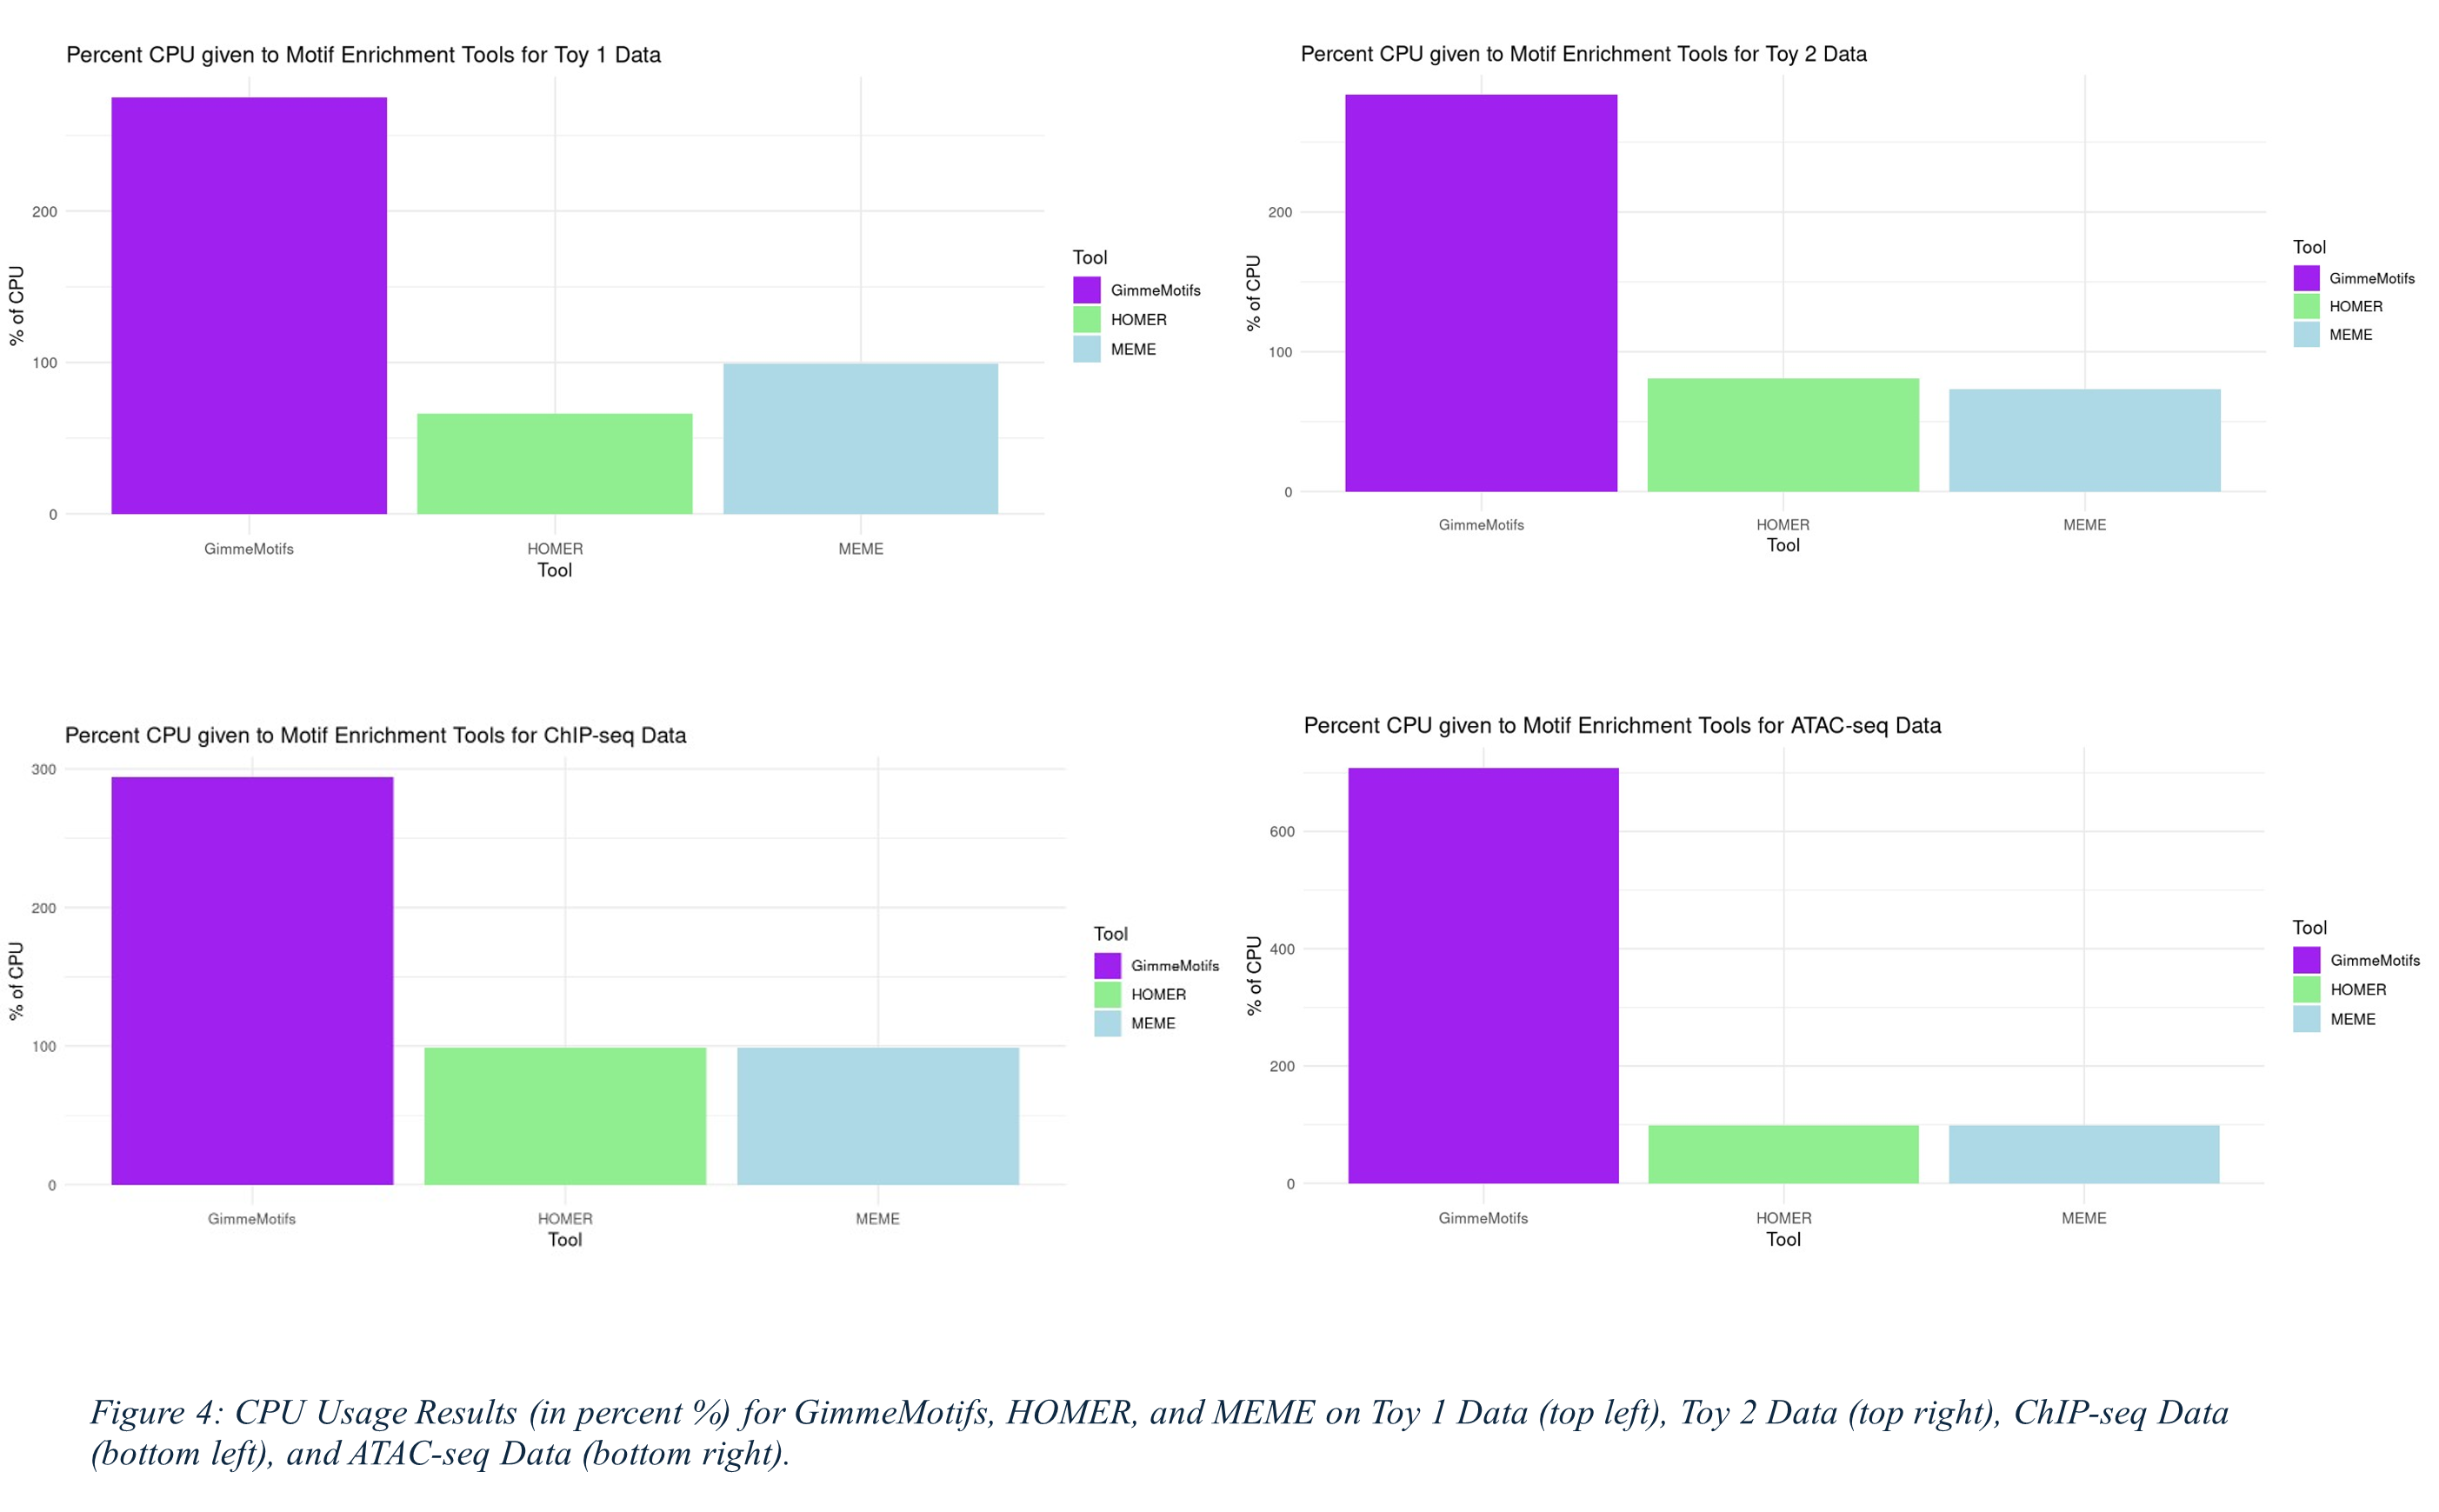 Percent CPU given to Motif Enrichment Tools for Toy 1 Data
% of CPU
200
100
0
GimmeMotifs HOMER MEME
Tool
Tool
GimmeMotifs
HOMER
MEME
Percent CPU given to Motif Enrichment Tools for Toy 2 Data
% of CPU
200
100
0
GimmeMotifs HOMER MEME
Tool
Tool
GimmeMotifs
HOMER
MEME
Percent CPU given to Motif Enrichment Tools for ChIP-seq Data
% of CPU
300
200
100
0
GimmeMotifs HOMER MEME
Tool
Tool
GimmeMotifs
HOMER
MEME
Percent CPU given to Motif Enrichment Tools for ATAC-seq Data
% of CPU
600
400
200
0
GimmeMotifs HOMER MEME
Tool
Tool
GimmeMotifs
HOMER
MEME
Figure 4: CPU Usage Results (in percent %) for GimmeMotifs, HOMER, and MEME on Toy 1 Data (top left), Toy 2 Data (top right), ChIP-seq Data
(bottom left), and ATAC-seq Data (bottom right).